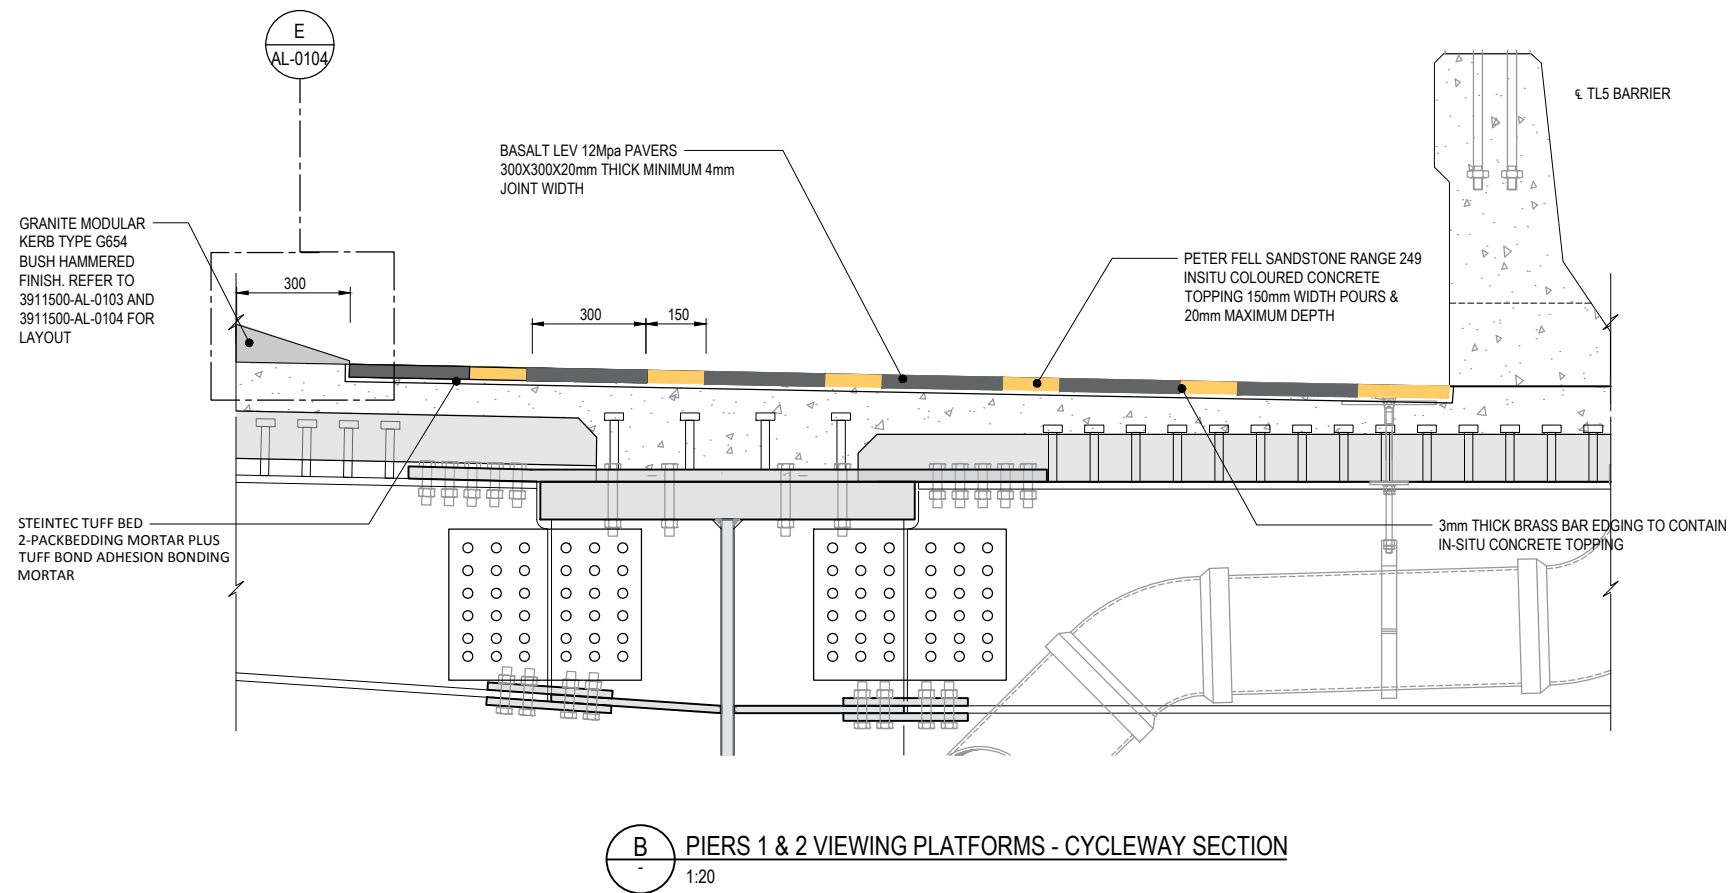 E
AL-0104
℄ TL5 BARRIER
BASALT LEV 12Mpa PAVERS
300X300X20mm THICK MINIMUM 4mm
JOINT WIDTH
GRANITE MODULAR
KERB TYPE G654
BUSH HAMMERED
FINISH. REFER TO
3911500-AL-0103 AND
3911500-AL-0104 FOR
LAYOUT
PETER FELL SANDSTONE RANGE 249
INSITU COLOURED CONCRETE
TOPPING 150mm WIDTH POURS &
20mm MAXIMUM DEPTH
300
300
150
STEINTEC TUFF BED
2-PACKBEDDING MORTAR PLUS
TUFF BOND ADHESION BONDING
MORTAR
3mm THICK BRASS BAR EDGING TO CONTAIN
IN-SITU CONCRETE TOPPING
B
-
PIERS 1 & 2 VIEWING PLATFORMS - CYCLEWAY SECTION
1:20